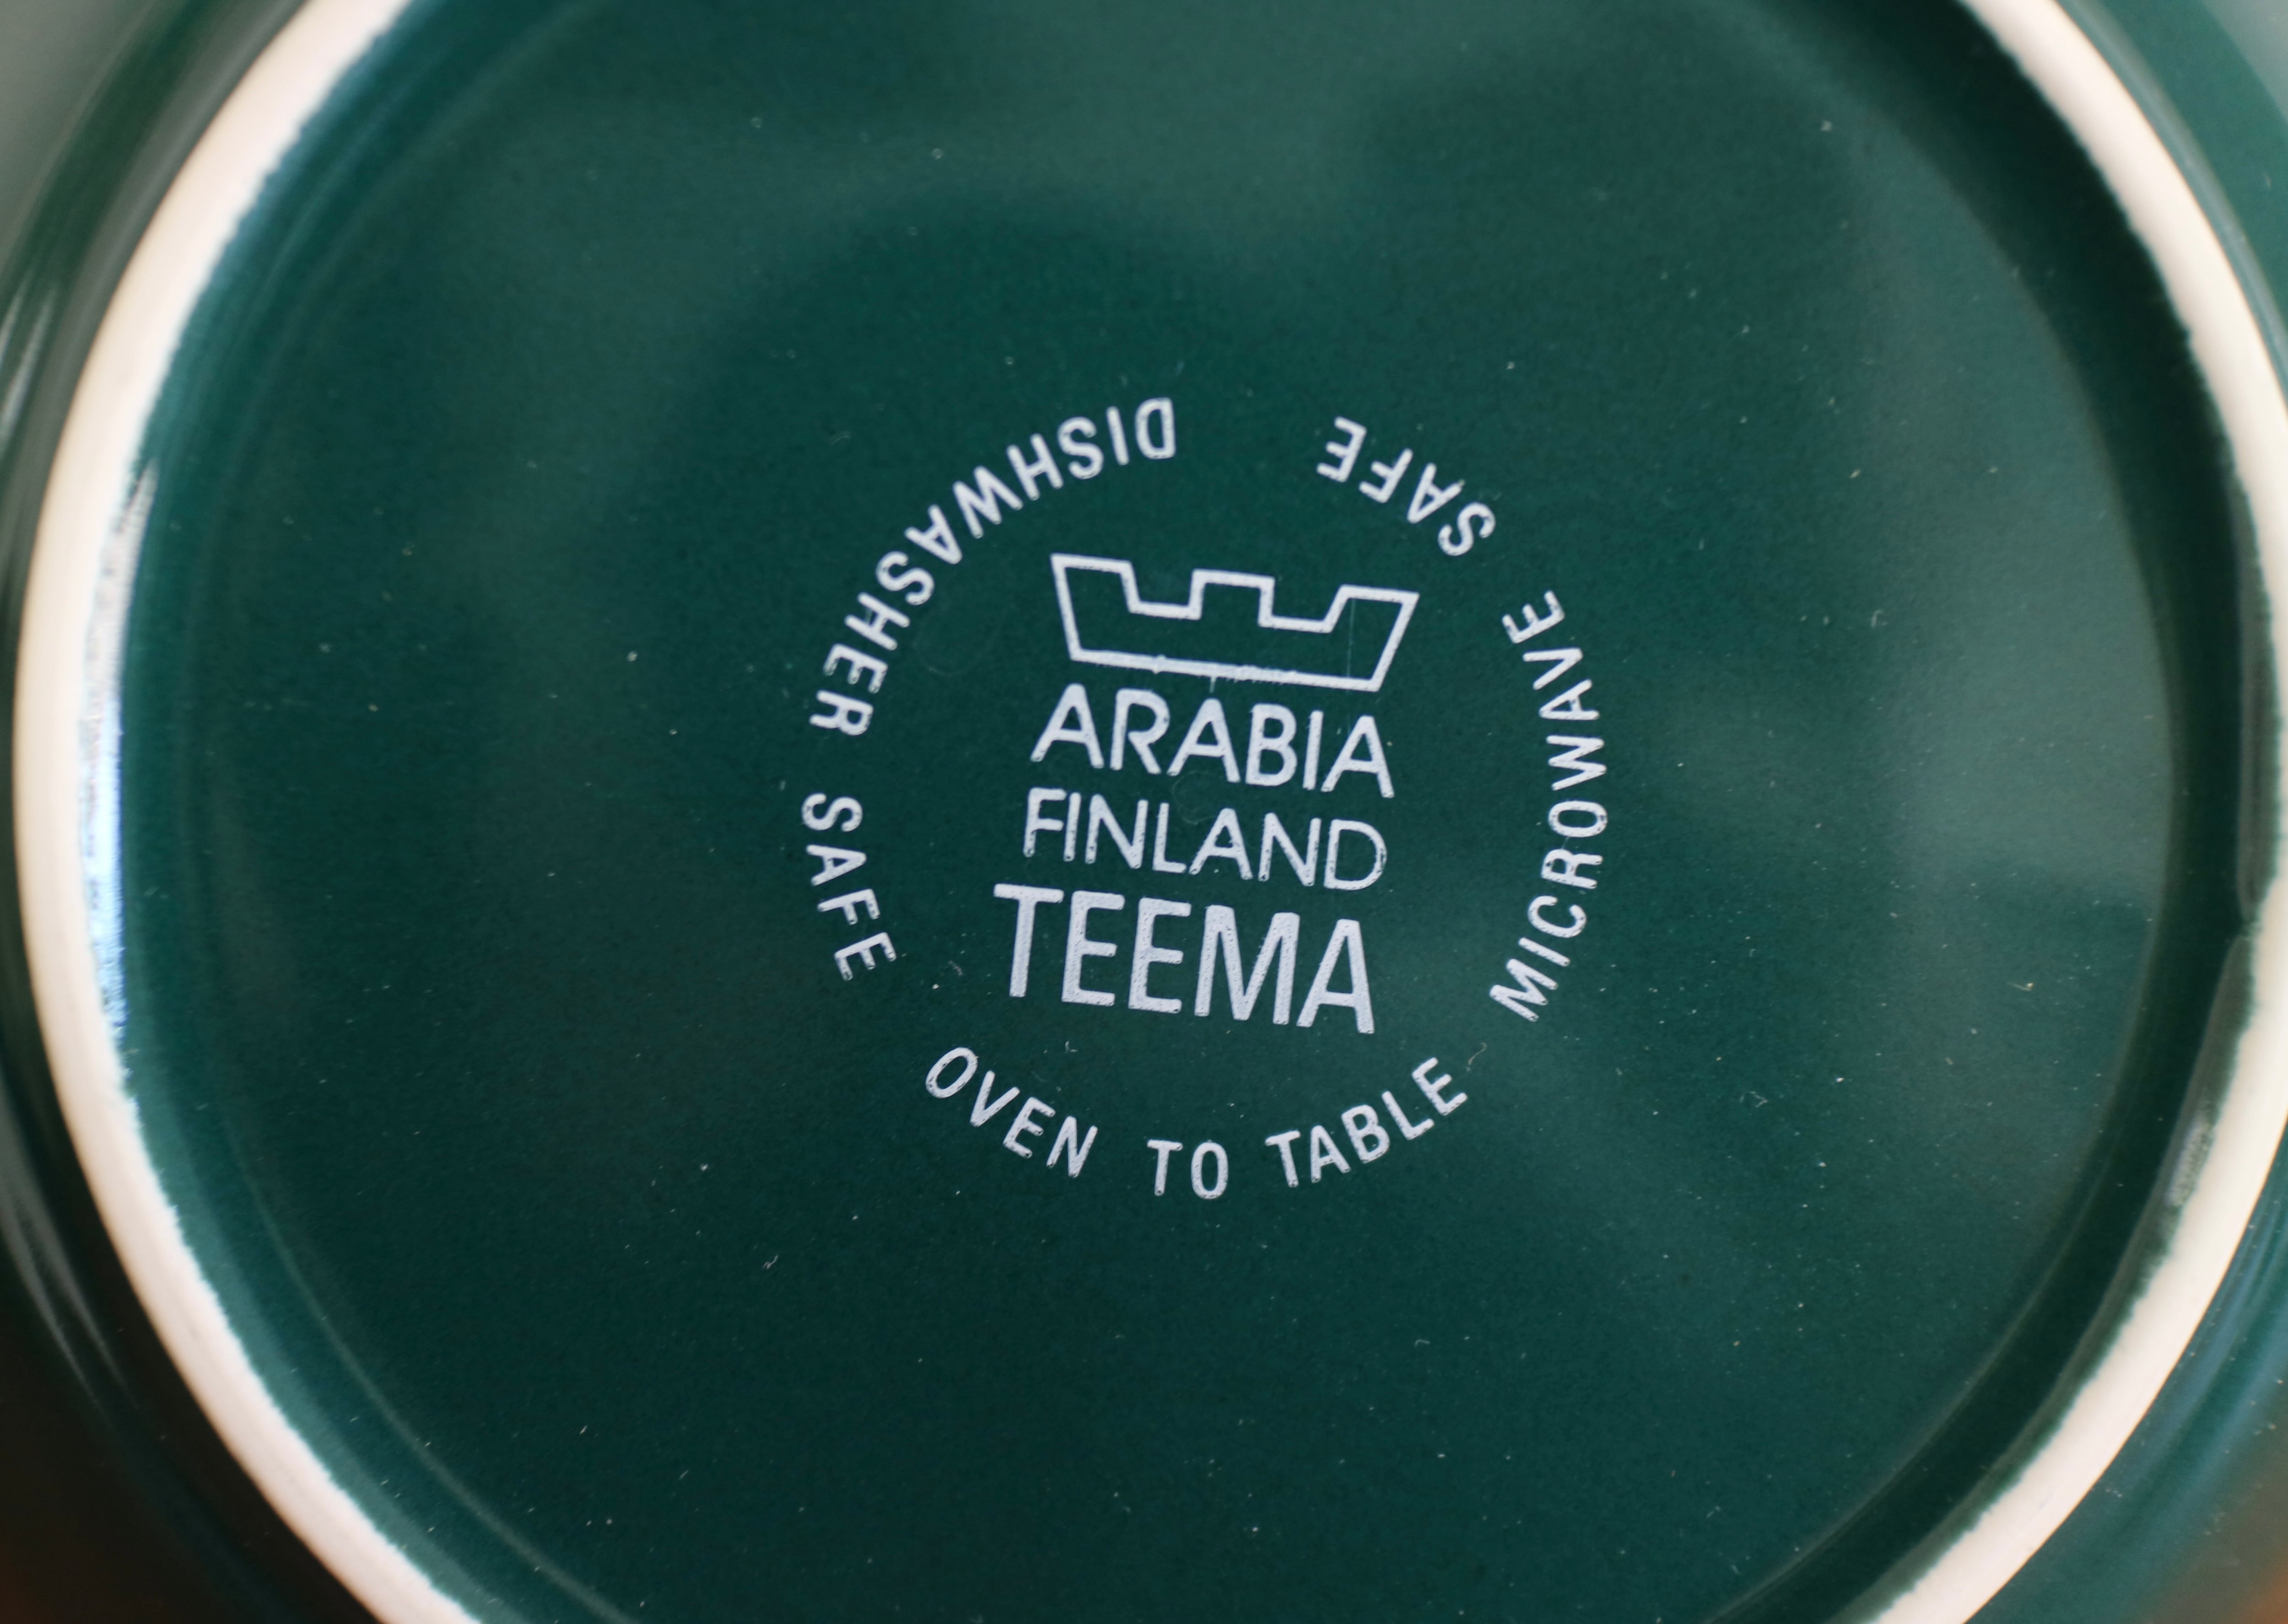 ARABIA
FINLAND
TEEMA
DISHWASHER SAFE
OVEN TO TABLE
MICROWAVE SAFE